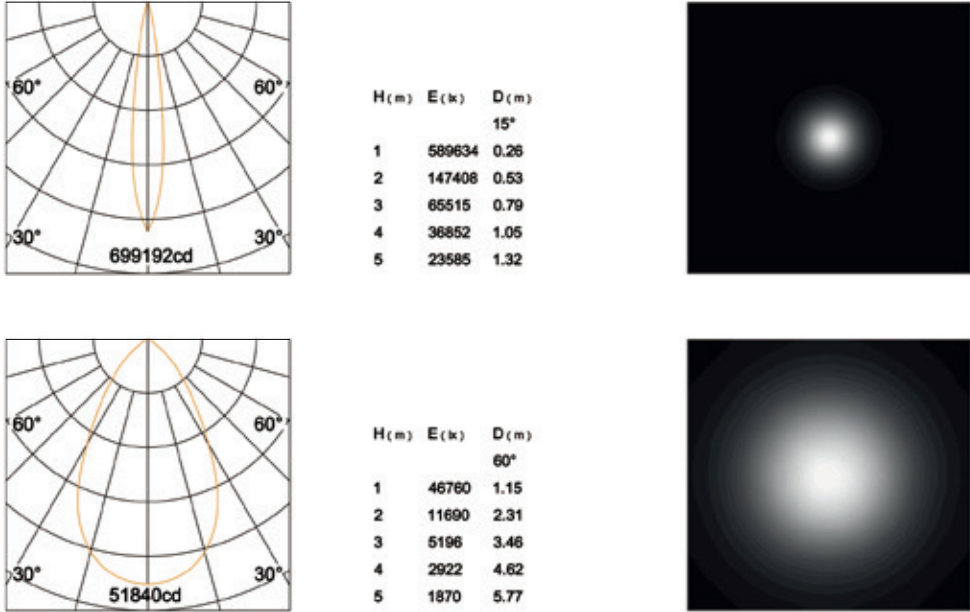 60° 60°
30° 30°
699192cd
H(m) E(lx) D(m)
15°
1 589634 0.26
2 147408 0.53
3 65515 0.79
4 36852 1.05
5 23585 1.32
60° 60°
30° 30°
51840cd
H(m) E(lx) D(m)
60°
1 46760 1.15
2 11690 2.31
3 5196 3.46
4 2922 4.62
5 1870 5.77